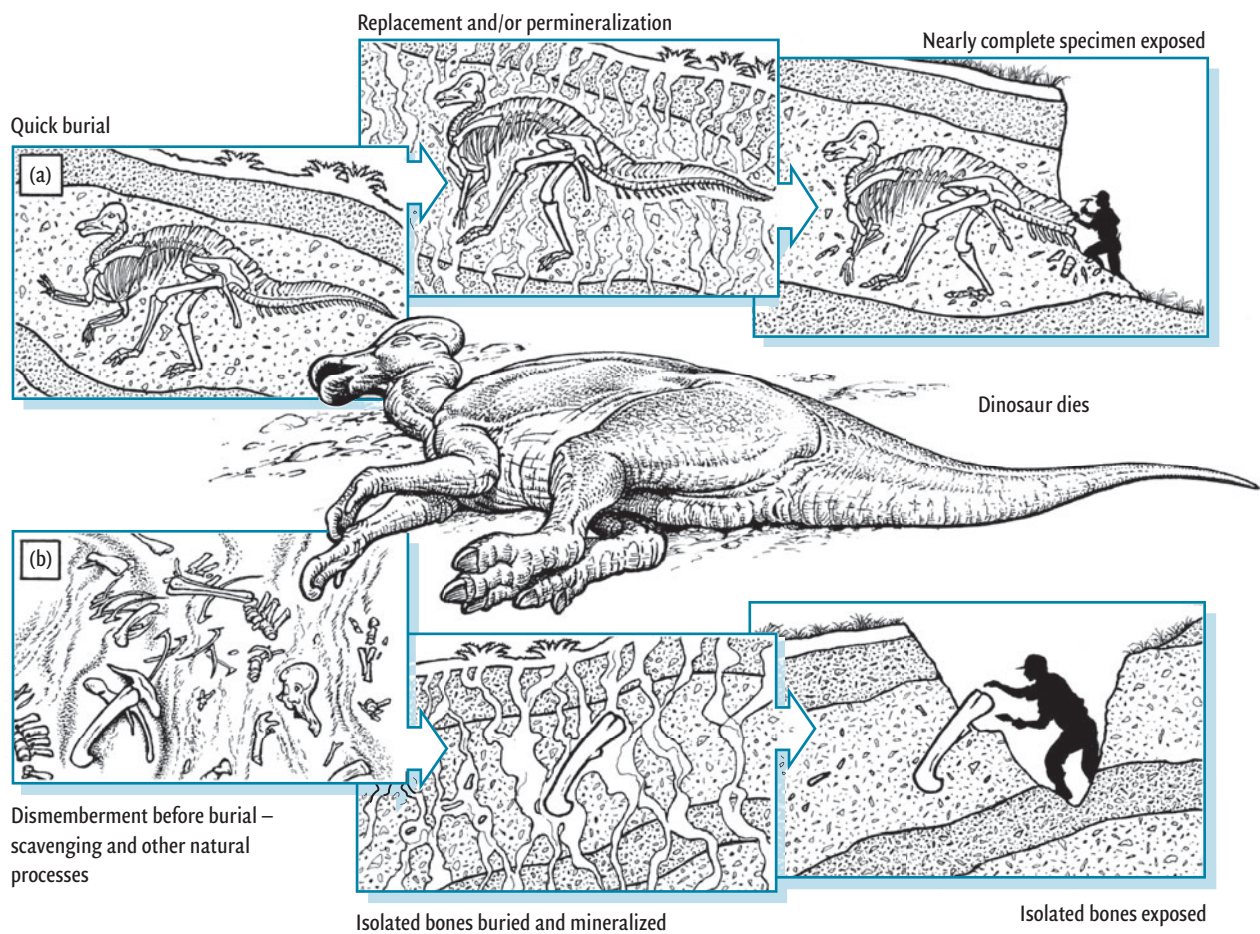 Replacement and/or permineralization
Nearly complete specimen exposed
Quick burial
(a)
Dinosaur dies
(b)
Dismemberment before burial –
scavenging and other natural
processes
Isolated bones buried and mineralized
Isolated bones exposed